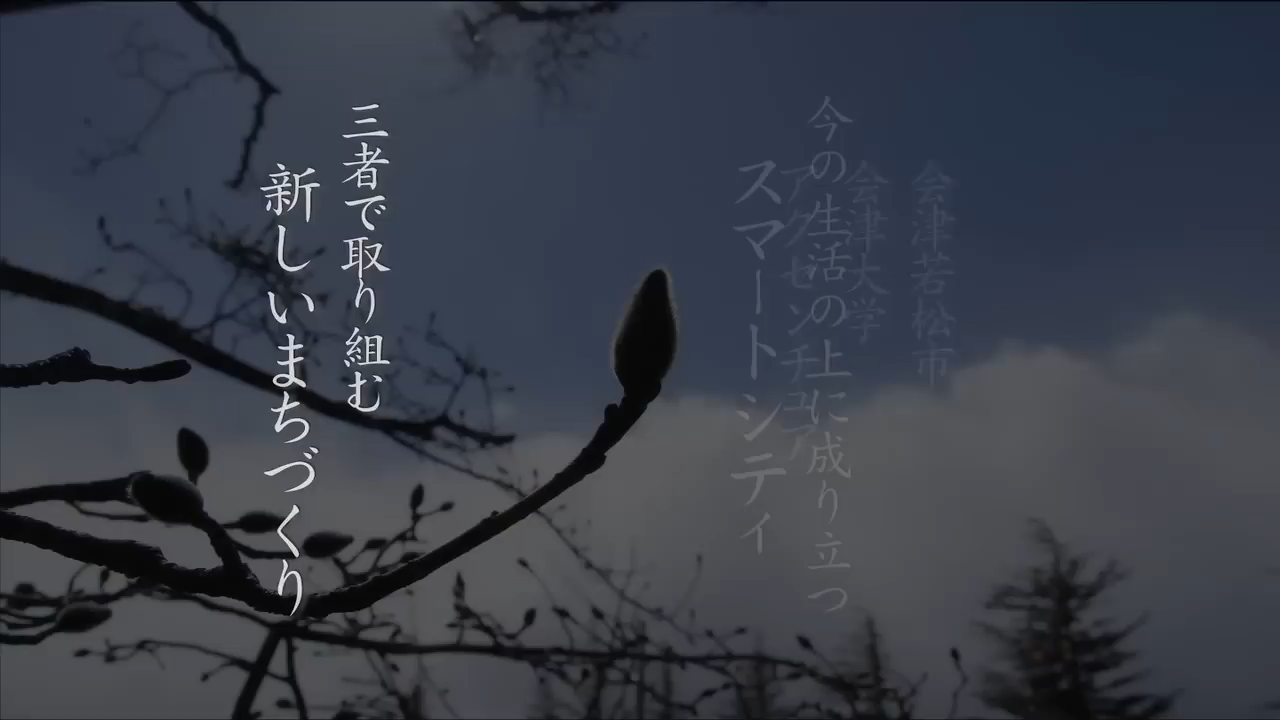 会津若松市
会津大学
アクセンチュア
今の生活の上に成り立つ
スマートシティ
三者で取り組む
新しいまちづくり